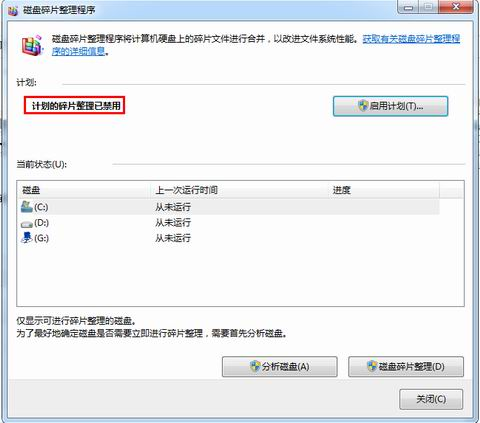 磁盘碎片整理程序
磁盘碎片整理程序将计算机硬盘上的碎片文件进行合并，以改进文件系统性能。获取有关磁盘碎片整理程
序的详细信息。
计划:
计划的碎片整理已禁用
启用计划(T)...
当前状态(U):
磁盘 上一次运行时间 进度
(C:) 从未运行
(D:) 从未运行
(G:) 从未运行
仅显示可进行碎片整理的磁盘。
为了最好地确定磁盘是否需要立即进行碎片整理，需要首先分析磁盘。
分析磁盘(A) 磁盘碎片整理(D)
关闭(C)